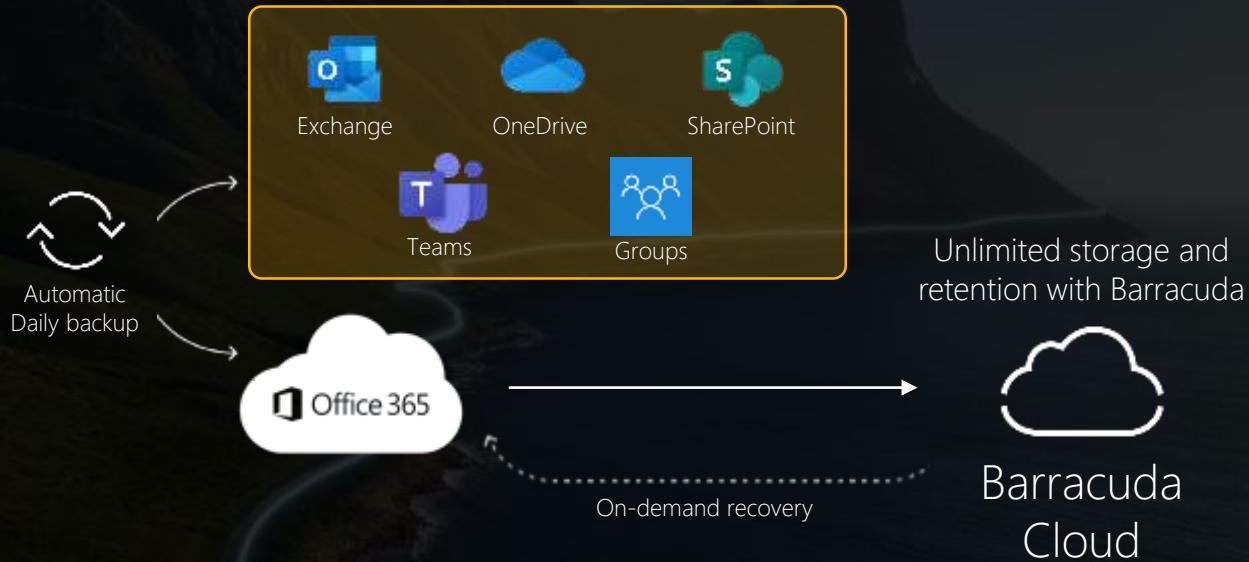 Exchange
OneDrive
SharePoint
Teams
Groups
Automatic
Daily backup
Office 365
Unlimited storage and
retention with Barracuda
On-demand recovery
Barracuda
Cloud